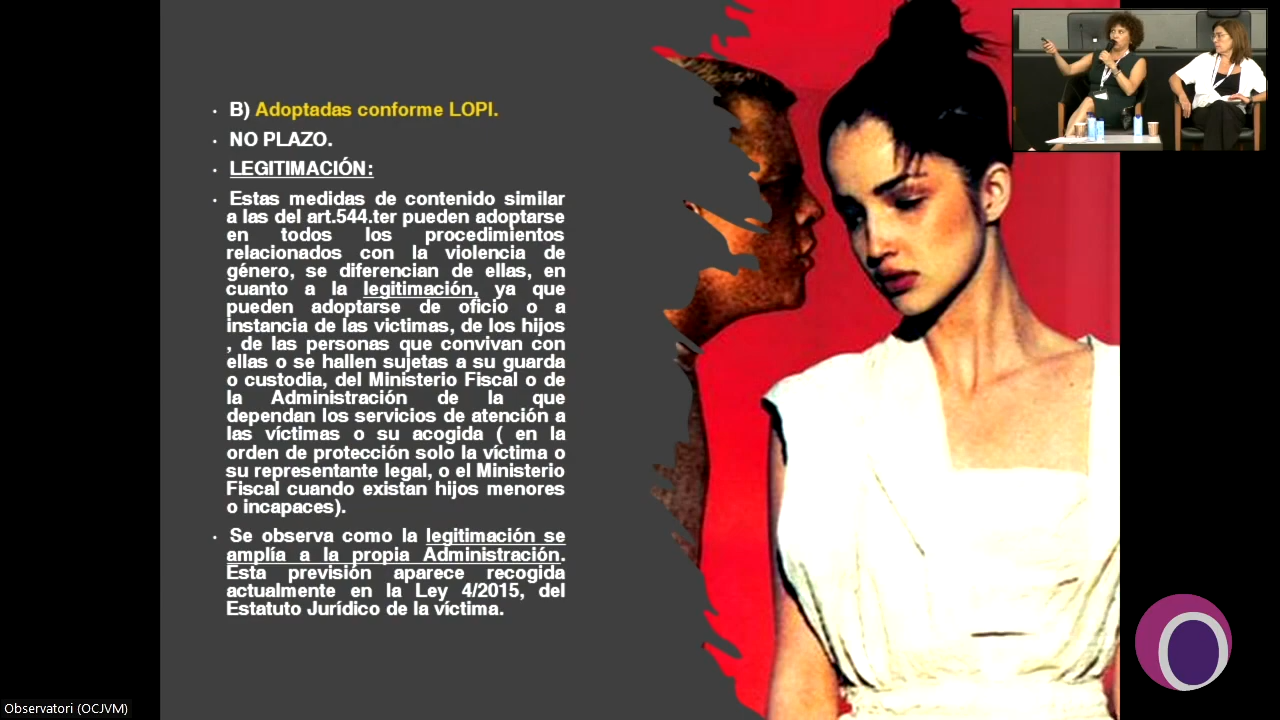 B) Adoptadas conforme LOPI.
NO PLAZO.
LEGITIMACIÓN:
Estas medidas de contenido similar
a las del art.544.ter pueden adoptarse
en todos los procedimientos
relacionados con la violencia de
género, se diferencian de ellas, en
cuanto a la legitimación, ya que
pueden adoptarse de oficio o a
instancia de las victimas, de los hijos
, de las personas que convivan con
ellas o se hallen sujetas a su guarda
o custodia, del Ministerio Fiscal o de
la Administración de la que
dependan los servicios de atención a
las víctimas o su acogida ( en la
orden de protección solo la víctima o
su representante legal, o el Ministerio
Fiscal cuando existan hijos menores
o incapaces).
Se observa como la legitimación se
amplía a la propia Administración.
Esta previsión aparece recogida
actualmente en la Ley 4/2015, del
Estatuto Jurídico de la víctima.
Observatori (OCJVM)